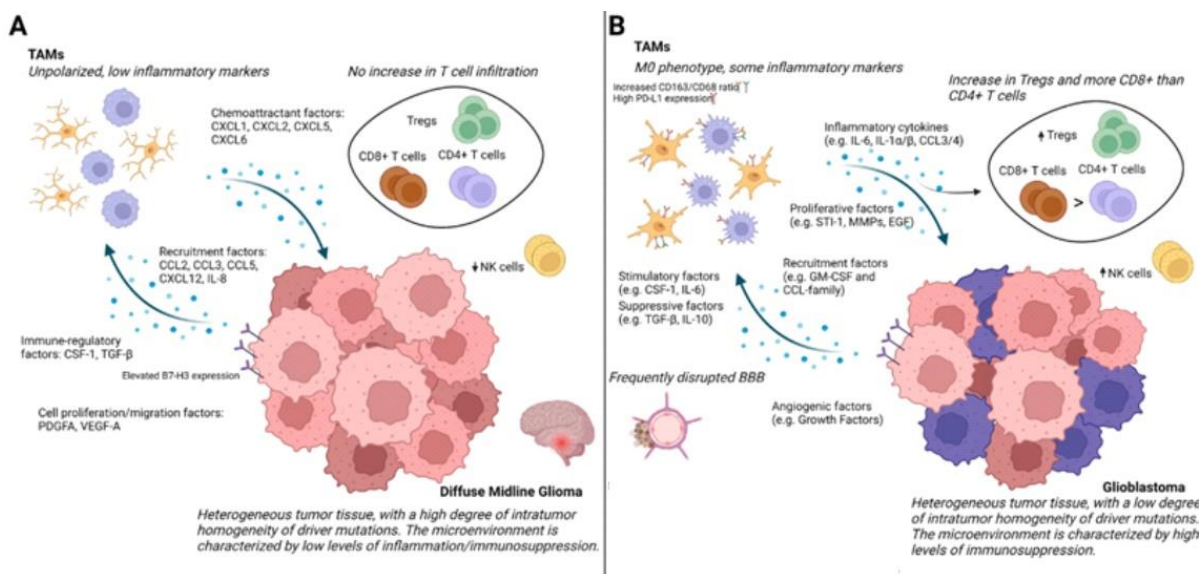 A
TAMs
Unpolarized, low inflammatory markers
No increase in T cell infiltration
Chemoattractant factors:
CXCL1, CXCL2, CXCL5,
CXCL6
Tregs
CD8+ T cells
CD4+ T cells
Recruitment factors:
CCL2, CCL3, CCL5,
CXCL12, IL-8
NK cells
Immune-regulatory
factors: CSF-1, TGF-β
Elevated B7-H3 expression
Cell proliferation/migration factors:
PDGFA, VEGF-A
Diffuse Midline Glioma
Heterogeneous tumor tissue, with a high degree of intratumor
homogeneity of driver mutations. The microenvironment is
characterized by low levels of inflammation/immunosuppression.
B
TAMs
M0 phenotype, some inflammatory markers
Increased CD163/CD68 ratio
High PD-L1 expression
Increase in Tregs and more CD8+ than
CD4+ T cells
Inflammatory cytokines
(e.g. IL-6, IL-1α/β, CCL3/4)
Tregs
CD8+ T cells
CD4+ T cells
>
Proliferative factors
(e.g. STI-1, MMPs, EGF)
Stimulatory factors
(e.g. CSF-1, IL-6)
Suppressive factors
(e.g. TGF-β, IL-10)
Recruitment factors
(e.g. GM-CSF and
CCL-family)
NK cells
Frequently disrupted BBB
Angiogenic factors
(e.g. Growth Factors)
Glioblastoma
Heterogeneous tumor tissue, with a low degree
of intratumor homogeneity of driver mutations.
The microenvironment is characterized by high
levels of immunosuppression.